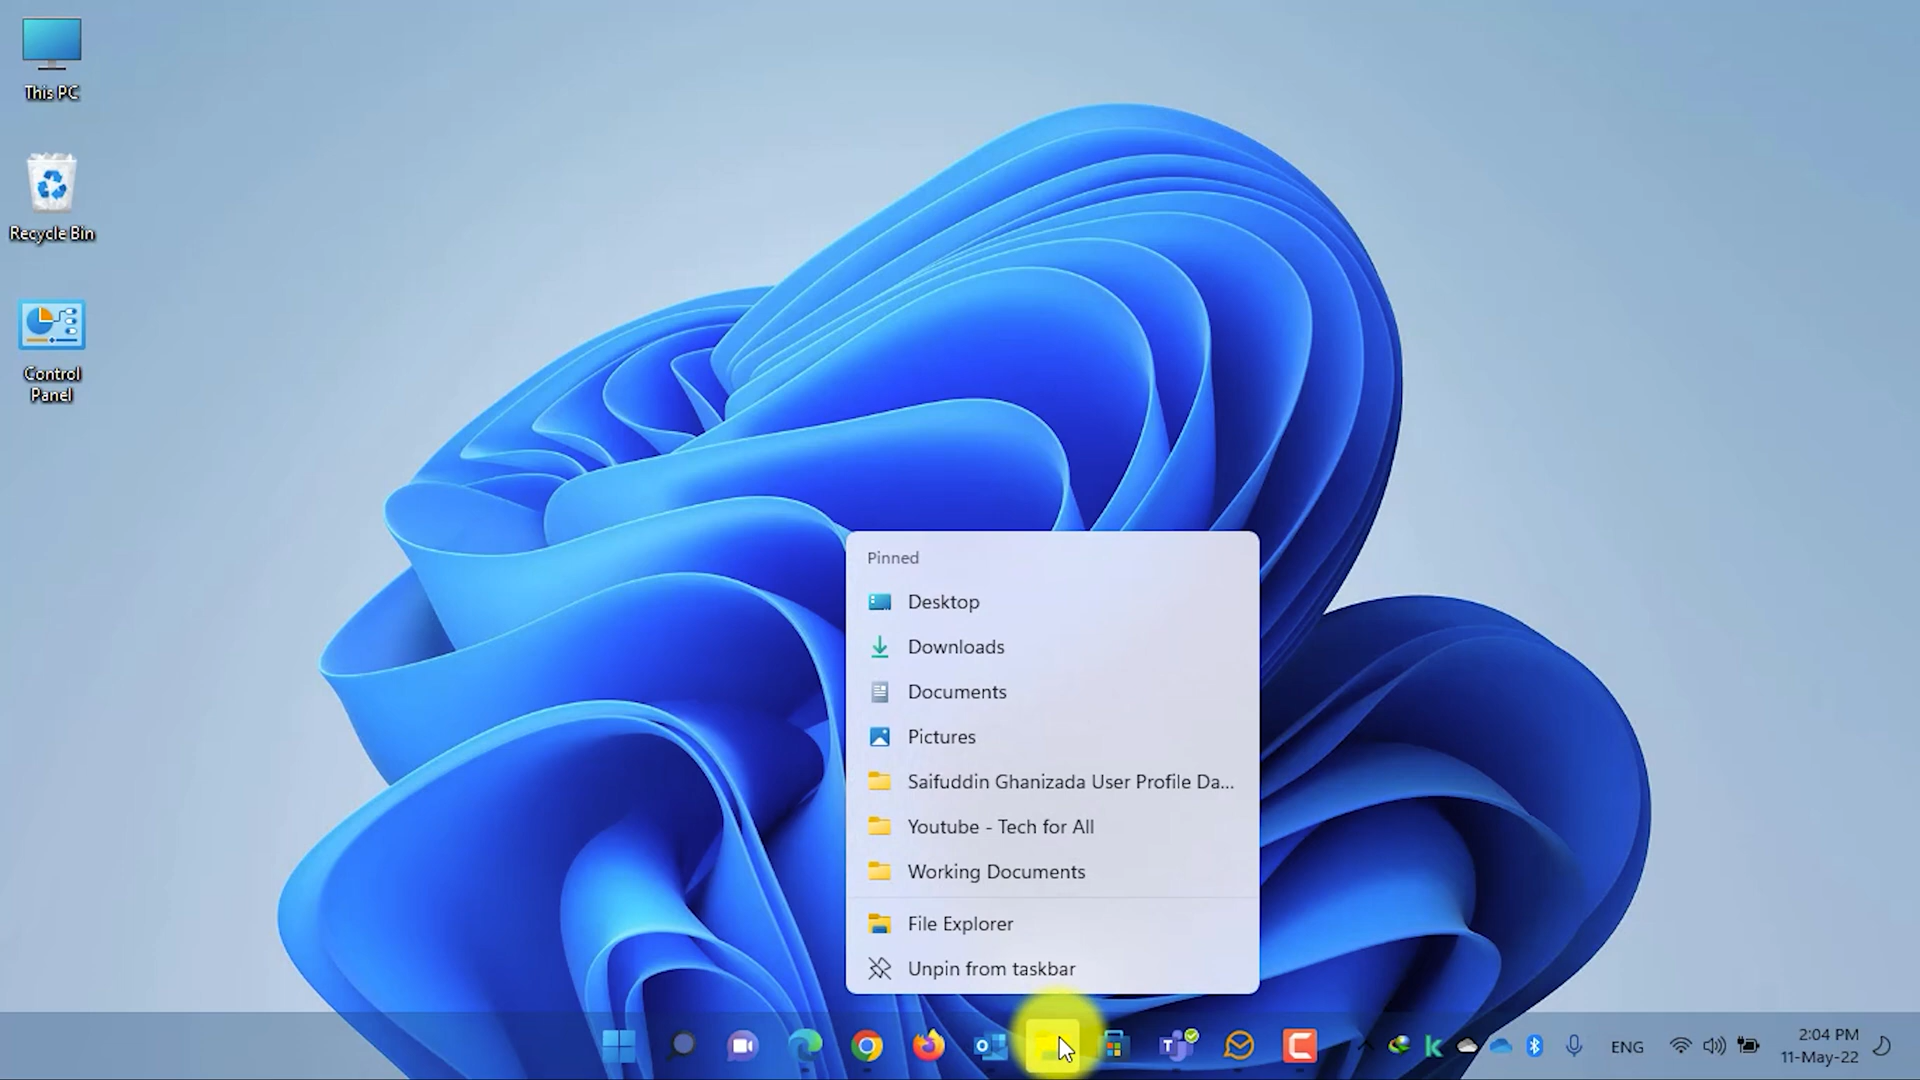 This PC
Recycle Bin
Control
Panel
Pinned
Desktop
Downloads
Documents
Pictures
Saifuddin Ghanizada User Profile Da...
Youtube - Tech for All
Working Documents
File Explorer
Unpin from taskbar
ENG
2:04 PM
11-May-22